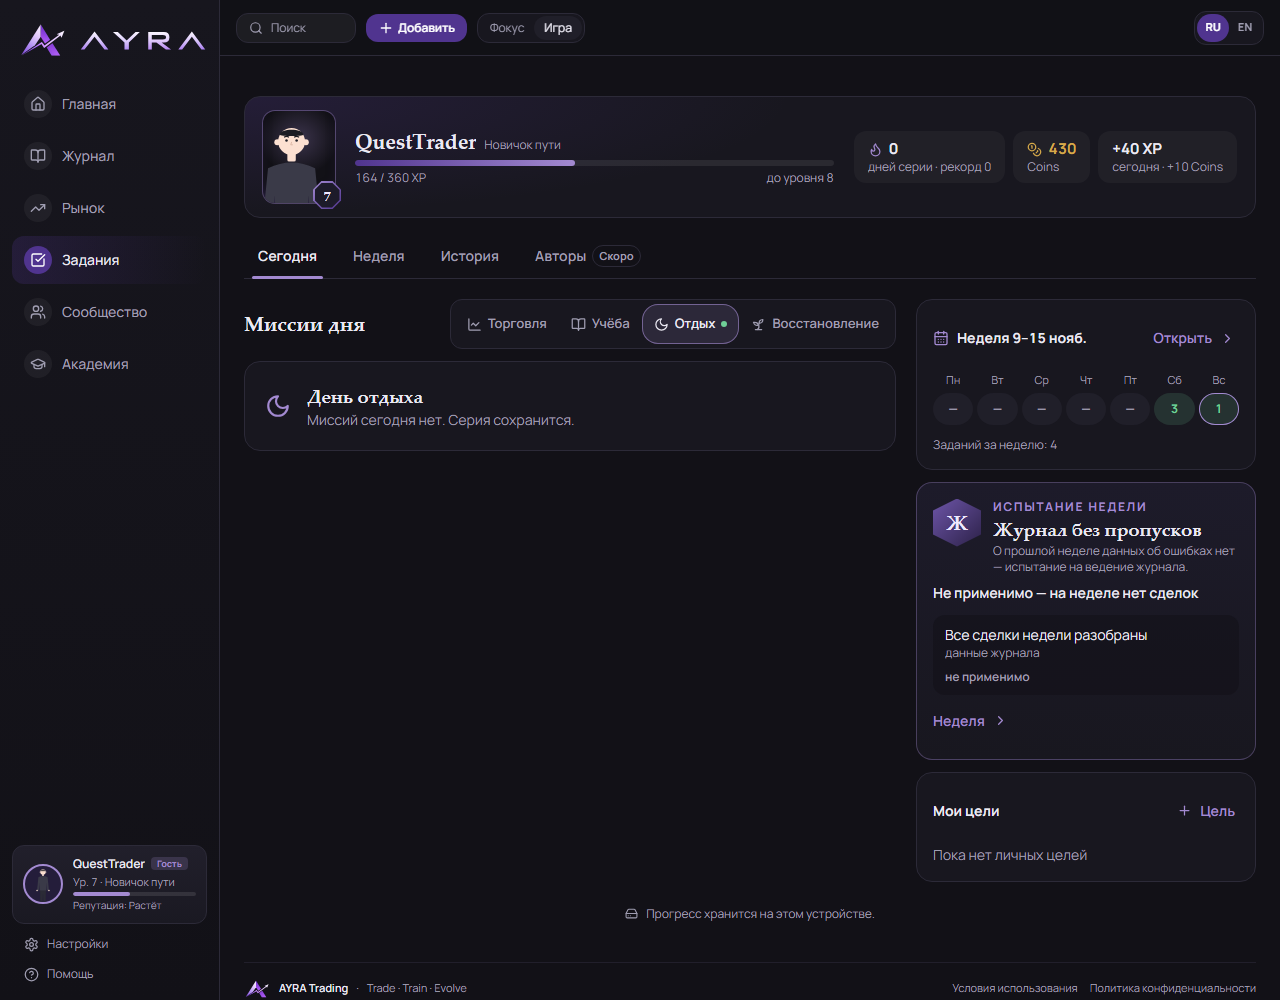 AYRA
Поиск
Добавить
Фокус
Игра
RU
EN
Главная
Журнал
Рынок
Задания
Сообщество
Академия
QuestTrader Новичок пути
164 / 360 XP
до уровня 8
7
0
дней серии · рекорд 0
430
Coins
+40 XP
сегодня · +10 Coins
Сегодня
Неделя
История
Авторы Скоро
Миссии дня
Торговля
Учёба
Отдых
Восстановление
День отдыха
Миссий сегодня нет. Серия сохранится.
Неделя 9–15 нояб.
Открыть
Пн Вт Ср Чт Пт Сб Вс
– – – – – 3 1
Заданий за неделю: 4
Ж
ИСПЫТАНИЕ НЕДЕЛИ
Журнал без пропусков
О прошлой неделе данных об ошибках нет
— испытание на ведение журнала.
Не применимо — на неделе нет сделок
Все сделки недели разобраны
данные журнала
не применимо
Неделя
Мои цели
Цель
Пока нет личных целей
QuestTrader Гость
Ур. 7 · Новичок пути
Репутация: Растёт
Настройки
Помощь
Прогресс хранится на этом устройстве.
AYRA Trading · Trade · Train · Evolve
Условия использования
Политика конфиденциальности